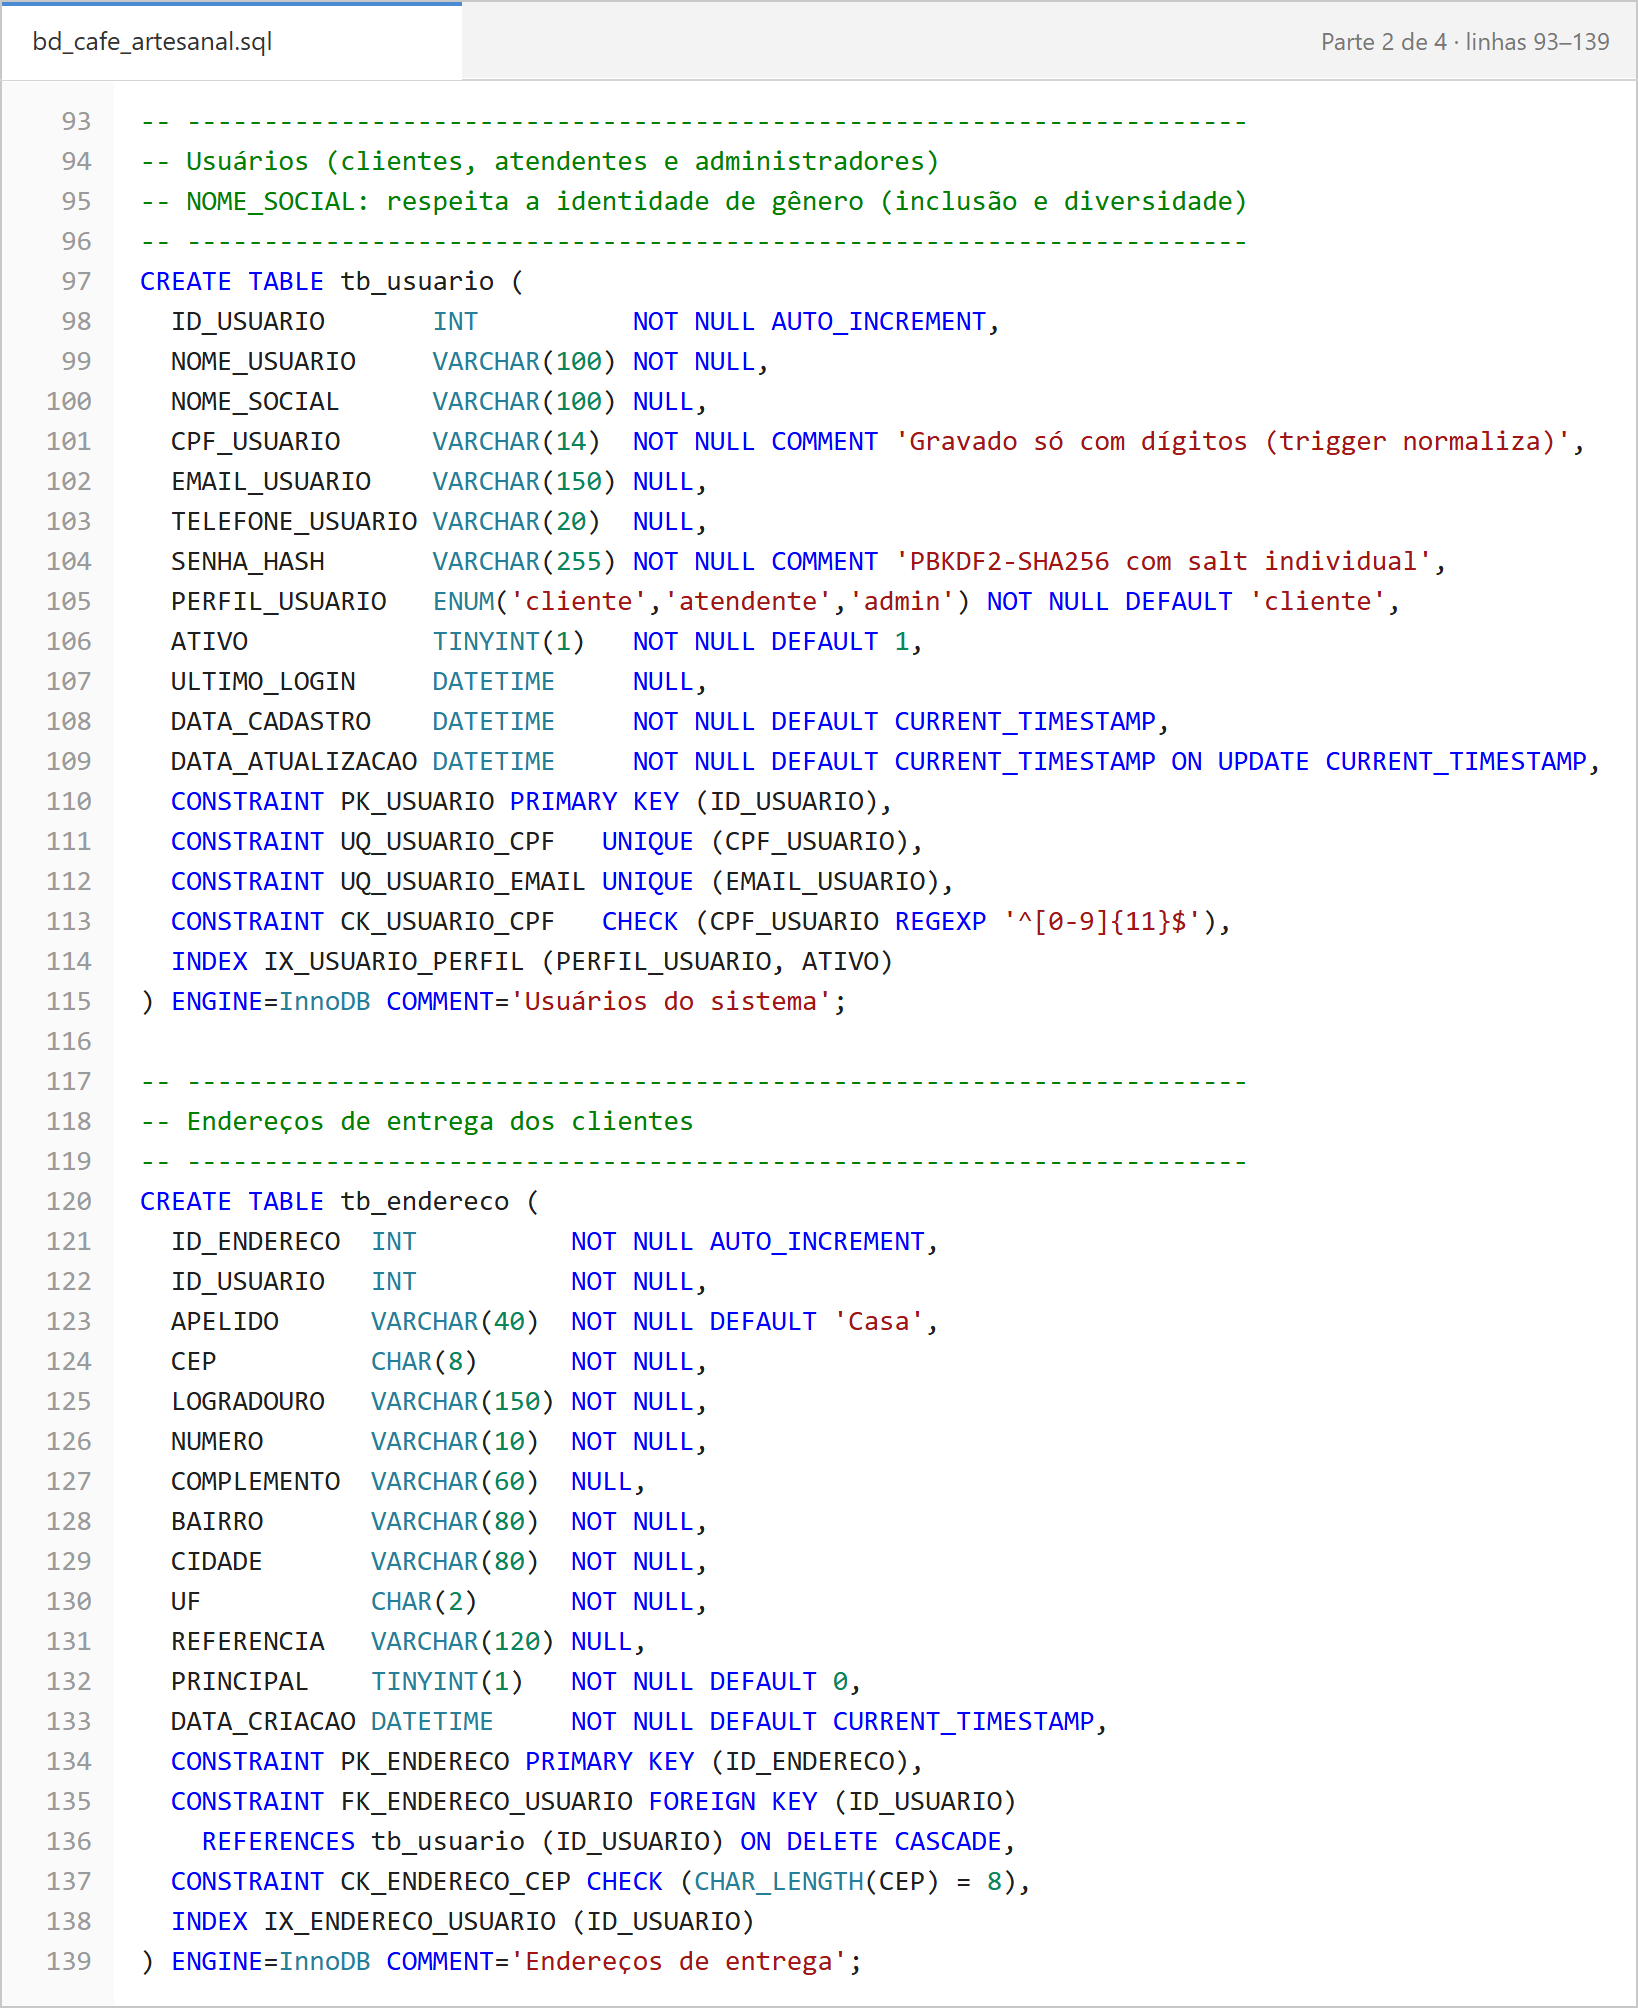 bd_cafe_artesanal.sql
Parte 2 de 4 · linhas 93–139
93 -- ---------------------------------------------------------------------
94 -- Usuários (clientes, atendentes e administradores)
95 -- NOME_SOCIAL: respeita a identidade de gênero (inclusão e diversidade)
96 -- ---------------------------------------------------------------------
97 CREATE TABLE tb_usuario (
98   ID_USUARIO       INT          NOT NULL AUTO_INCREMENT,
99   NOME_USUARIO     VARCHAR(100) NOT NULL,
100   NOME_SOCIAL      VARCHAR(100) NULL,
101   CPF_USUARIO      VARCHAR(14)  NOT NULL COMMENT 'Gravado só com dígitos (trigger normaliza)',
102   EMAIL_USUARIO    VARCHAR(150) NULL,
103   TELEFONE_USUARIO VARCHAR(20)  NULL,
104   SENHA_HASH       VARCHAR(255) NOT NULL COMMENT 'PBKDF2-SHA256 com salt individual',
105   PERFIL_USUARIO   ENUM('cliente','atendente','admin') NOT NULL DEFAULT 'cliente',
106   ATIVO            TINYINT(1)   NOT NULL DEFAULT 1,
107   ULTIMO_LOGIN     DATETIME     NULL,
108   DATA_CADASTRO    DATETIME     NOT NULL DEFAULT CURRENT_TIMESTAMP,
109   DATA_ATUALIZACAO DATETIME     NOT NULL DEFAULT CURRENT_TIMESTAMP ON UPDATE CURRENT_TIMESTAMP,
110   CONSTRAINT PK_USUARIO PRIMARY KEY (ID_USUARIO),
111   CONSTRAINT UQ_USUARIO_CPF   UNIQUE (CPF_USUARIO),
112   CONSTRAINT UQ_USUARIO_EMAIL UNIQUE (EMAIL_USUARIO),
113   CONSTRAINT CK_USUARIO_CPF   CHECK (CPF_USUARIO REGEXP '^[0-9]{11}$'),
114   INDEX IX_USUARIO_PERFIL (PERFIL_USUARIO, ATIVO)
115 ) ENGINE=InnoDB COMMENT='Usuários do sistema';
116
117 -- ---------------------------------------------------------------------
118 -- Endereços de entrega dos clientes
119 -- ---------------------------------------------------------------------
120 CREATE TABLE tb_endereco (
121   ID_ENDERECO  INT          NOT NULL AUTO_INCREMENT,
122   ID_USUARIO   INT          NOT NULL,
123   APELIDO      VARCHAR(40)  NOT NULL DEFAULT 'Casa',
124   CEP          CHAR(8)      NOT NULL,
125   LOGRADOURO   VARCHAR(150) NOT NULL,
126   NUMERO       VARCHAR(10)  NOT NULL,
127   COMPLEMENTO  VARCHAR(60)  NULL,
128   BAIRRO       VARCHAR(80)  NOT NULL,
129   CIDADE       VARCHAR(80)  NOT NULL,
130   UF           CHAR(2)      NOT NULL,
131   REFERENCIA   VARCHAR(120) NULL,
132   PRINCIPAL    TINYINT(1)   NOT NULL DEFAULT 0,
133   DATA_CRIACAO DATETIME     NOT NULL DEFAULT CURRENT_TIMESTAMP,
134   CONSTRAINT PK_ENDERECO PRIMARY KEY (ID_ENDERECO),
135   CONSTRAINT FK_ENDERECO_USUARIO FOREIGN KEY (ID_USUARIO)
136     REFERENCES tb_usuario (ID_USUARIO) ON DELETE CASCADE,
137   CONSTRAINT CK_ENDERECO_CEP CHECK (CHAR_LENGTH(CEP) = 8),
138   INDEX IX_ENDERECO_USUARIO (ID_USUARIO)
139 ) ENGINE=InnoDB COMMENT='Endereços de entrega';